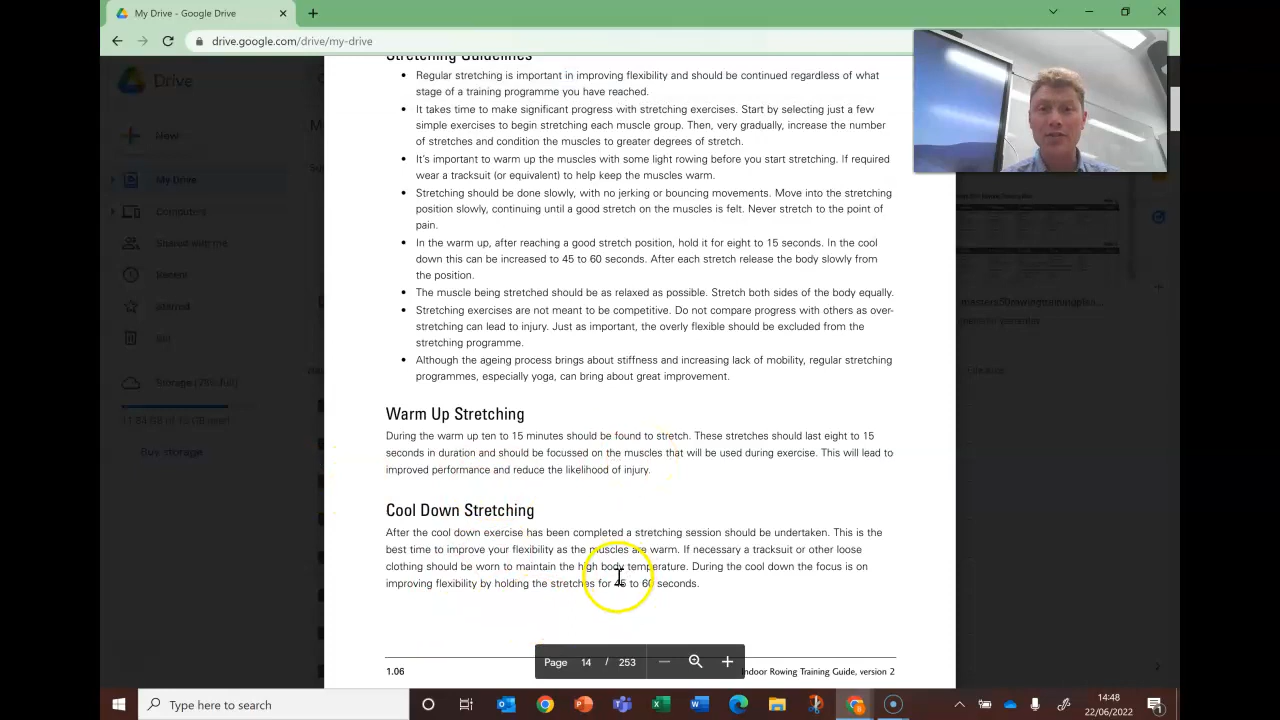 My Drive - Google Drive
drive.google.com/drive/my-drive
Drive
New
My Drive
Computers
Shared with me
Recent
Starred
Bin
Storage (75% full)
Buy storage
Stretching Guidelines
• Regular stretching is important in improving flexibility and should be continued regardless of what
stage of a training programme you have reached.
• It takes time to make significant progress with stretching exercises. Start by selecting just a few
simple exercises to begin stretching each muscle group. Then, very gradually, increase the number
of stretches and condition the muscles to greater degrees of stretch.
• It's important to warm up the muscles with some light rowing before you start stretching. If required
wear a tracksuit (or equivalent) to help keep the muscles warm.
• Stretching should be done slowly, with no jerking or bouncing movements. Move into the stretching
position slowly, continuing until a good stretch on the muscles is felt. Never stretch to the point of
pain.
• In the warm up, after reaching a good stretch position, hold it for eight to 15 seconds. In the cool
down this can be increased to 45 to 60 seconds. After each stretch release the body slowly from
the position.
• The muscle being stretched should be as relaxed as possible. Stretch both sides of the body equally.
• Stretching exercises are not meant to be competitive. Do not compare progress with others as over-
stretching can lead to injury. Just as important, the overly flexible should be excluded from the
stretching programme.
• Although the ageing process brings about stiffness and increasing lack of mobility, regular stretching
programmes, especially yoga, can bring about great improvement.
Warm Up Stretching
During the warm up ten to 15 minutes should be found to stretch. These stretches should last eight to 15
seconds in duration and should be focussed on the muscles that will be used during exercise. This will lead to
improved performance and reduce the likelihood of injury.
Cool Down Stretching
After the cool down exercise has been completed a stretching session should be undertaken. This is the
best time to improve your flexibility as the muscles are warm. If necessary a tracksuit or other loose
clothing should be worn to maintain the high body temperature. During the cool down the focus is on
improving flexibility by holding the stretches for 45 to 60 seconds.
1.06
Indoor Rowing Training Guide, version 2
Page 14 / 253
Type here to search
14:48
22/06/2022